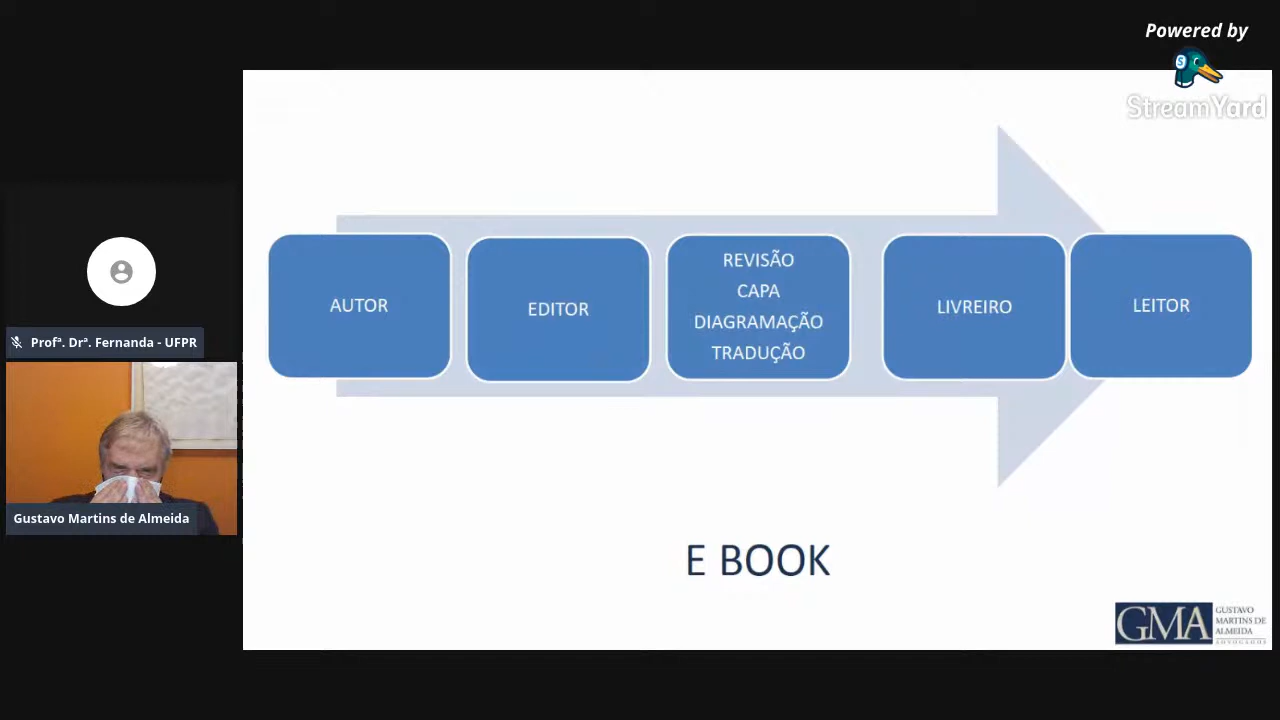 Powered by
StreamYard
AUTOR
EDITOR
REVISÃO
CAPA
DIAGRAMAÇÃO
TRADUÇÃO
LIVREIRO
LEITOR
Profª. Drª. Fernanda - UFPR
Gustavo Martins de Almeida
E BOOK
GMA
GUSTAVO
MARTINS DE
ALMEIDA
ADVOGADOS